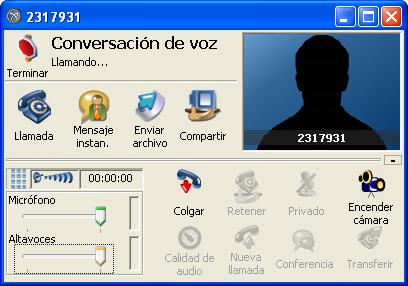 2317931
Conversación de voz
Llamando...
Terminar
Llamada
Mensaje
instan.
Enviar
archivo
Compartir
2317931
00:00:00
Micrófono
Altavoces
Colgar
Retener
Privado
Encender
cámara
Calidad de
audio
Nueva
llamada
Conferencia
Transferir